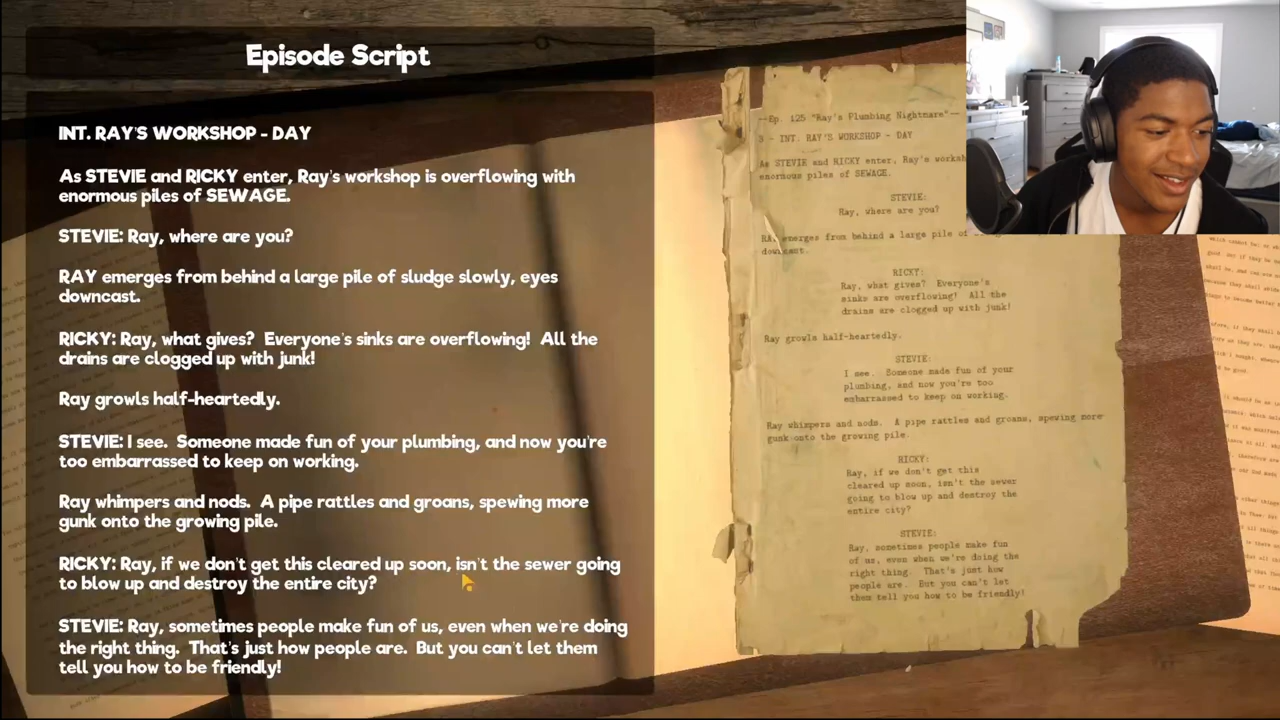 Episode Script
INT. RAY'S WORKSHOP - DAY
As STEVIE and RICKY enter, Ray's workshop is overflowing with
enormous piles of SEWAGE.
STEVIE: Ray, where are you?
RAY emerges from behind a large pile of sludge slowly, eyes
downcast.
RICKY: Ray, what gives?  Everyone's sinks are overflowing!  All the
drains are clogged up with junk!
Ray growls half-heartedly.
STEVIE: I see.  Someone made fun of your plumbing, and now you're
too embarrassed to keep on working.
Ray whimpers and nods.  A pipe rattles and groans, spewing more
gunk onto the growing pile.
RICKY: Ray, if we don't get this cleared up soon, isn't the sewer going
to blow up and destroy the entire city?
STEVIE: Ray, sometimes people make fun of us, even when we're doing
the right thing.  That's just how people are.  But you can't let them
tell you how to be friendly!
--Ep. 125 "Ray's Plumbing Nightmare"--
3 - INT. RAY'S WORKSHOP - DAY
As STEVIE and RICKY enter, Ray's worksh
enormous piles of SEWAGE.
STEVIE:
Ray, where are you?
RA. emerges from behind a large pile of
downcast.
RICKY:
Ray, what gives?  Everyone's
sinks are overflowing!  All the
drains are clogged up with junk!
Ray growls half-heartedly.
STEVIE:
I see.  Someone made fun of your
plumbing, and now you're too
embarrassed to keep on working.
Ray whimpers and nods.  A pipe rattles and groans, spewing more
gunk onto the growing pile.
RICKY:
Ray, if we don't get this
cleared up soon, isn't the sewer
going to blow up and destroy the
entire city?
STEVIE:
Ray, sometimes people make fun
of us, even when we're doing the
right thing.  That's just how
people are.  But you can't let
them tell you how to be friendly!